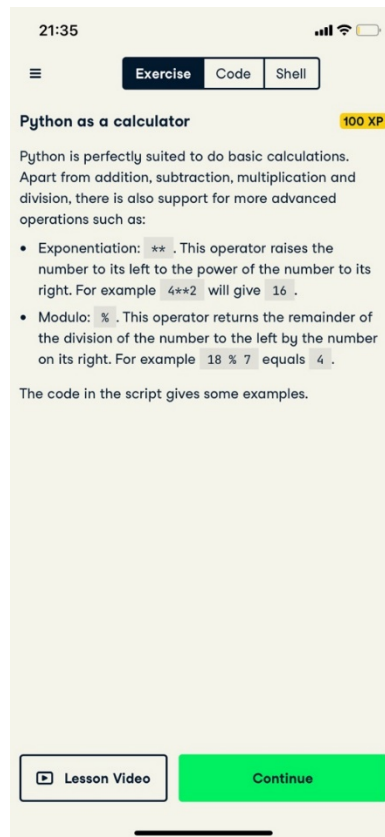 21:35
Exercise Code Shell
Python as a calculator 100 XP
Python is perfectly suited to do basic calculations.
Apart from addition, subtraction, multiplication and
division, there is also support for more advanced
operations such as:
• Exponentiation: ** . This operator raises the
number to its left to the power of the number to its
right. For example 4**2 will give 16 .
• Modulo: % . This operator returns the remainder of
the division of the number to the left by the number
on its right. For example 18 % 7 equals 4 .
The code in the script gives some examples.
Lesson Video Continue